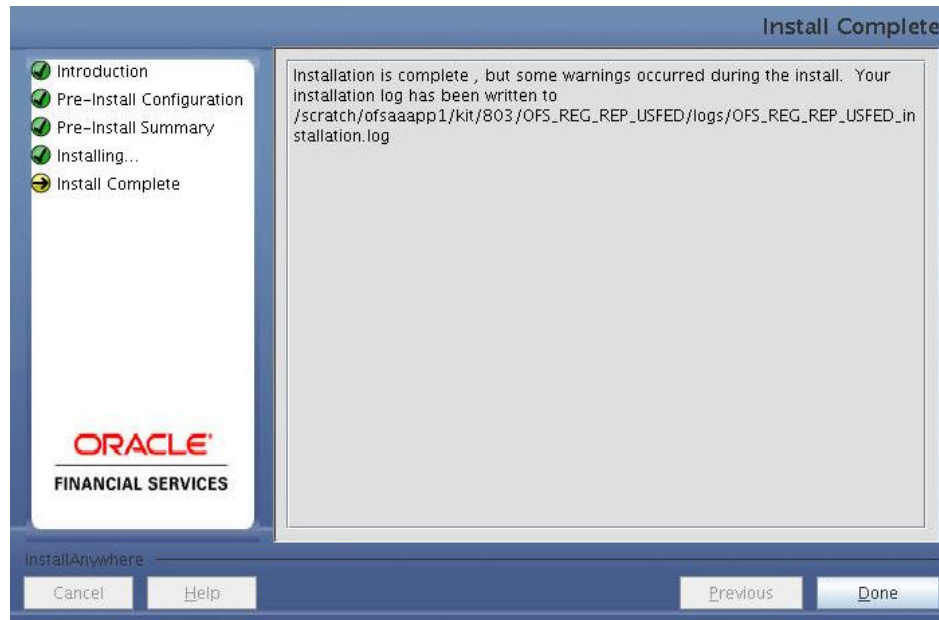 Install Complete
Introduction
Pre-Install Configuration
Pre-Install Summary
Installing...
Install Complete
Installation is complete , but some warnings occurred during the install. Your
installation log has been written to
/scratch/ofsaaapp1/kit/803/OFS_REG_REP_USFED/logs/OFS_REG_REP_USFED_in
stallation.log
ORACLE'
FINANCIAL SERVICES
InstallAnywhere
Cancel
Help
Previous
Done